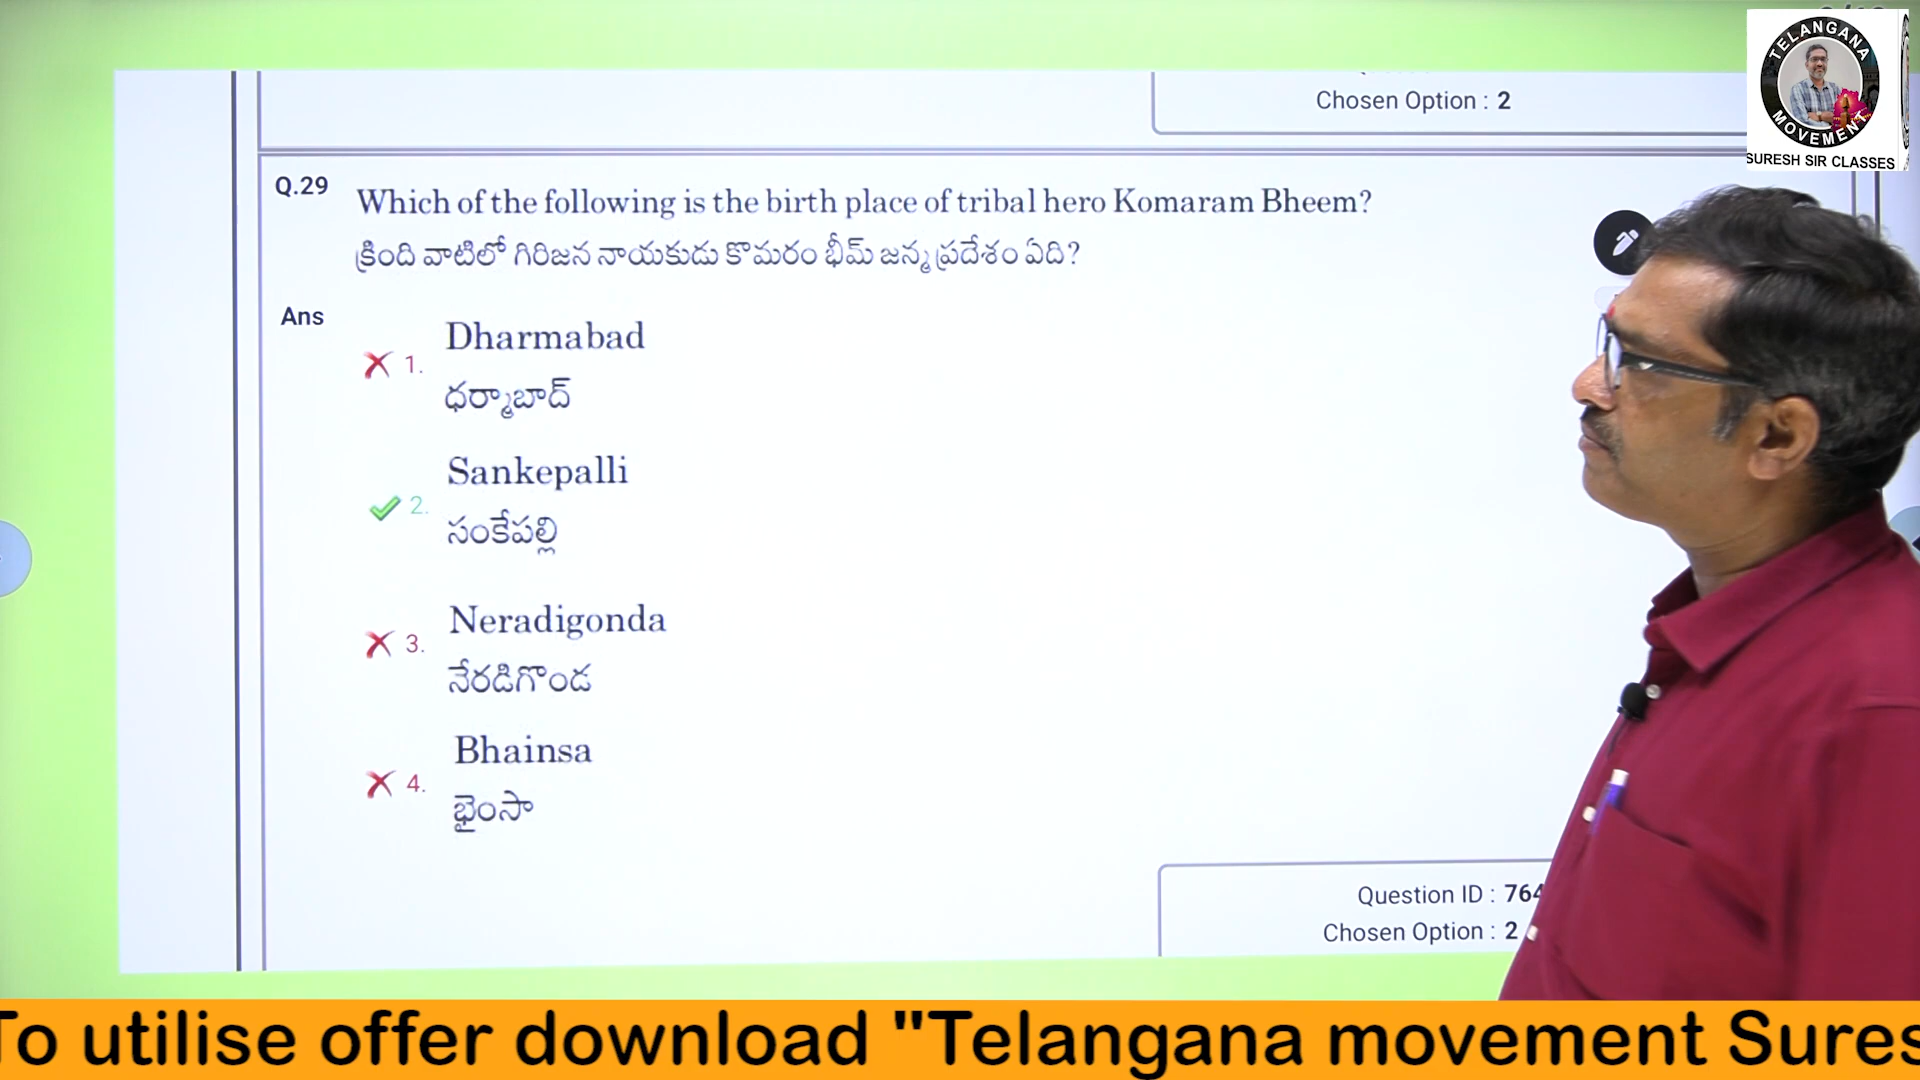 TELANGANA
MOVEMENT
SURESH SIR CLASSES
Chosen Option : 2
Q.29
Which of the following is the birth place of tribal hero Komaram Bheem?
క్రింది వాటిలో గిరిజన నాయకుడు కొమరం భీమ్ జన్మ ప్రదేశం ఏది?
Ans
1. Dharmabad
ధర్మాబాద్
2. Sankepalli
సంకేపల్లి
3. Neradigonda
నేరడిగొండ
4. Bhainsa
భైంసా
Question ID : 764
Chosen Option : 2
To utilise offer download "Telangana movement Sures